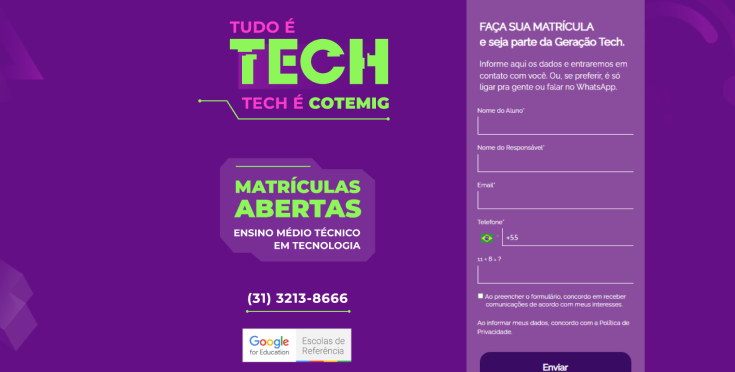 TUDO É
TECH
TECH É COTEMIG
MATRÍCULAS
ABERTAS
ENSINO MÉDIO TÉCNICO
EM TECNOLOGIA
(31) 3213-8666
Google
for Education
Escolas de
Referência
FAÇA SUA MATRÍCULA
e seja parte da Geração Tech.
Informe aqui os dados e entraremos em
contato com você. Ou, se preferir, é só
ligar pra gente ou falar no WhatsApp.
Nome do Aluno*
Nome do Responsável*
Email*
Telefone*
+55
11 + 8 = ?
Ao preencher o formulário, concordo em receber
comunicações de acordo com meus interesses.
Ao informar meus dados, concordo com a Política de
Privacidade.
Enviar